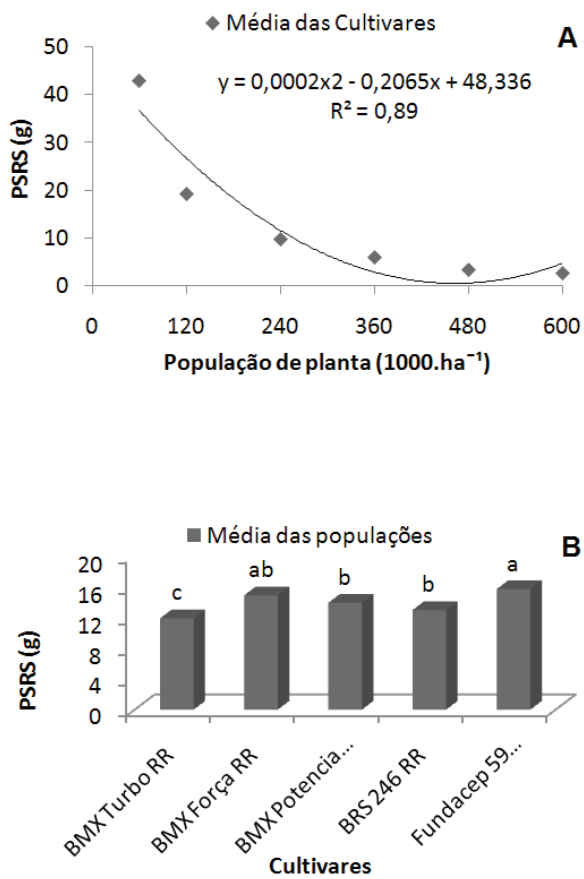 Média das Cultivares
A
y = 0,0002x2 - 0,2065x + 48,336
R² = 0,89
PSRS (g)
50
40
30
20
10
0
0 120 240 360 480 600
População de planta (1000.ha⁻¹)
Média das populações
B
PSRS (g)
20
16
12
8
4
0
c ab b b a
BMX Turbo RR
BMX Força RR
BMX Potencia...
BRS 246 RR
Fundacep 59...
Cultivares